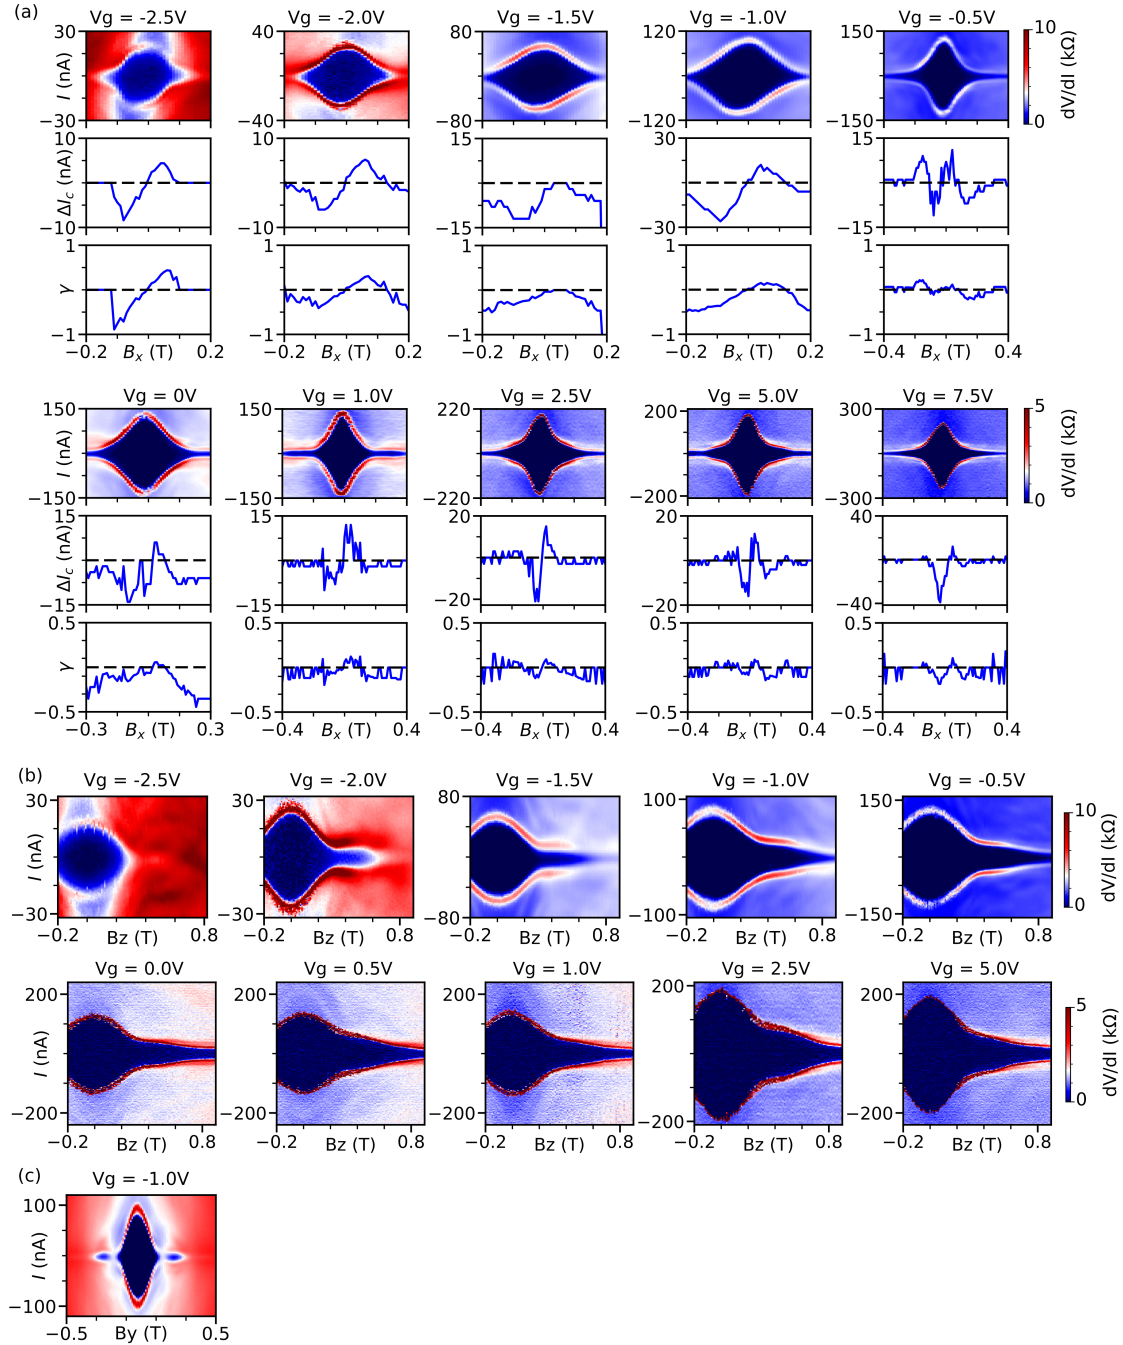 (a)
Vg = -2.5V Vg = -2.0V Vg = -1.5V Vg = -1.0V Vg = -0.5V
30 40 80 120 150 10
I (nA) dV/dI (kΩ)
−30 −40 −80 −120 −150 0
10 10 15 30 15
ΔI_c (nA)
−10 −10 −15 −30 −15
1 1 1 1 1
γ
−1 −1 −1 −1 −1
−0.2 B_x (T) 0.2 −0.2 B_x (T) 0.2 −0.2 B_x (T) 0.2 −0.2 B_x (T) 0.2 −0.4 B_x (T) 0.4
Vg = 0V Vg = 1.0V Vg = 2.5V Vg = 5.0V Vg = 7.5V
150 150 220 200 300 5
I (nA) dV/dI (kΩ)
−150 −150 −220 −200 −300 0
15 15 20 20 40
ΔI_c (nA)
−15 −15 −20 −20 −40
0.5 0.5 0.5 0.5 0.5
γ
−0.5 −0.5 −0.5 −0.5 −0.5
−0.3 B_x (T) 0.3 −0.4 B_x (T) 0.4 −0.4 B_x (T) 0.4 −0.4 B_x (T) 0.4 −0.4 B_x (T) 0.4
(b)
Vg = -2.5V Vg = -2.0V Vg = -1.5V Vg = -1.0V Vg = -0.5V
30 30 80 100 150 10
I (nA) dV/dI (kΩ)
−30 −30 −80 −100 −150 0
−0.2 Bz (T) 0.8 −0.2 Bz (T) 0.8 −0.2 Bz (T) 0.8 −0.2 Bz (T) 0.8 −0.2 Bz (T) 0.8
Vg = 0.0V Vg = 0.5V Vg = 1.0V Vg = 2.5V Vg = 5.0V
200 200 200 200 200 5
I (nA) dV/dI (kΩ)
−200 −200 −200 −200 −200 0
−0.2 Bz (T) 0.8 −0.2 Bz (T) 0.8 −0.2 Bz (T) 0.8 −0.2 Bz (T) 0.8 −0.2 Bz (T) 0.8
(c)
Vg = -1.0V
100
I (nA)
−100
−0.5 By (T) 0.5